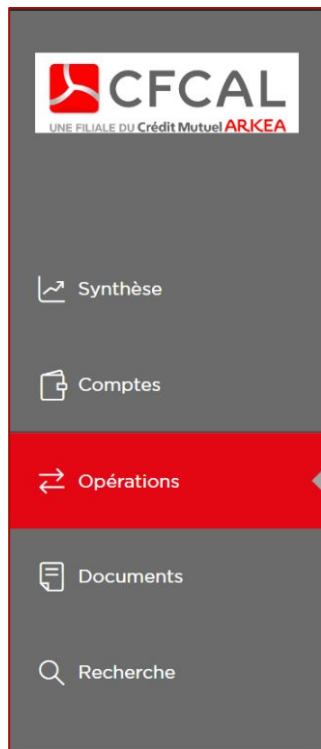 CFCAL
UNE FILIALE DU Crédit Mutuel ARKEA
Synthèse
Comptes
Opérations
Documents
Recherche